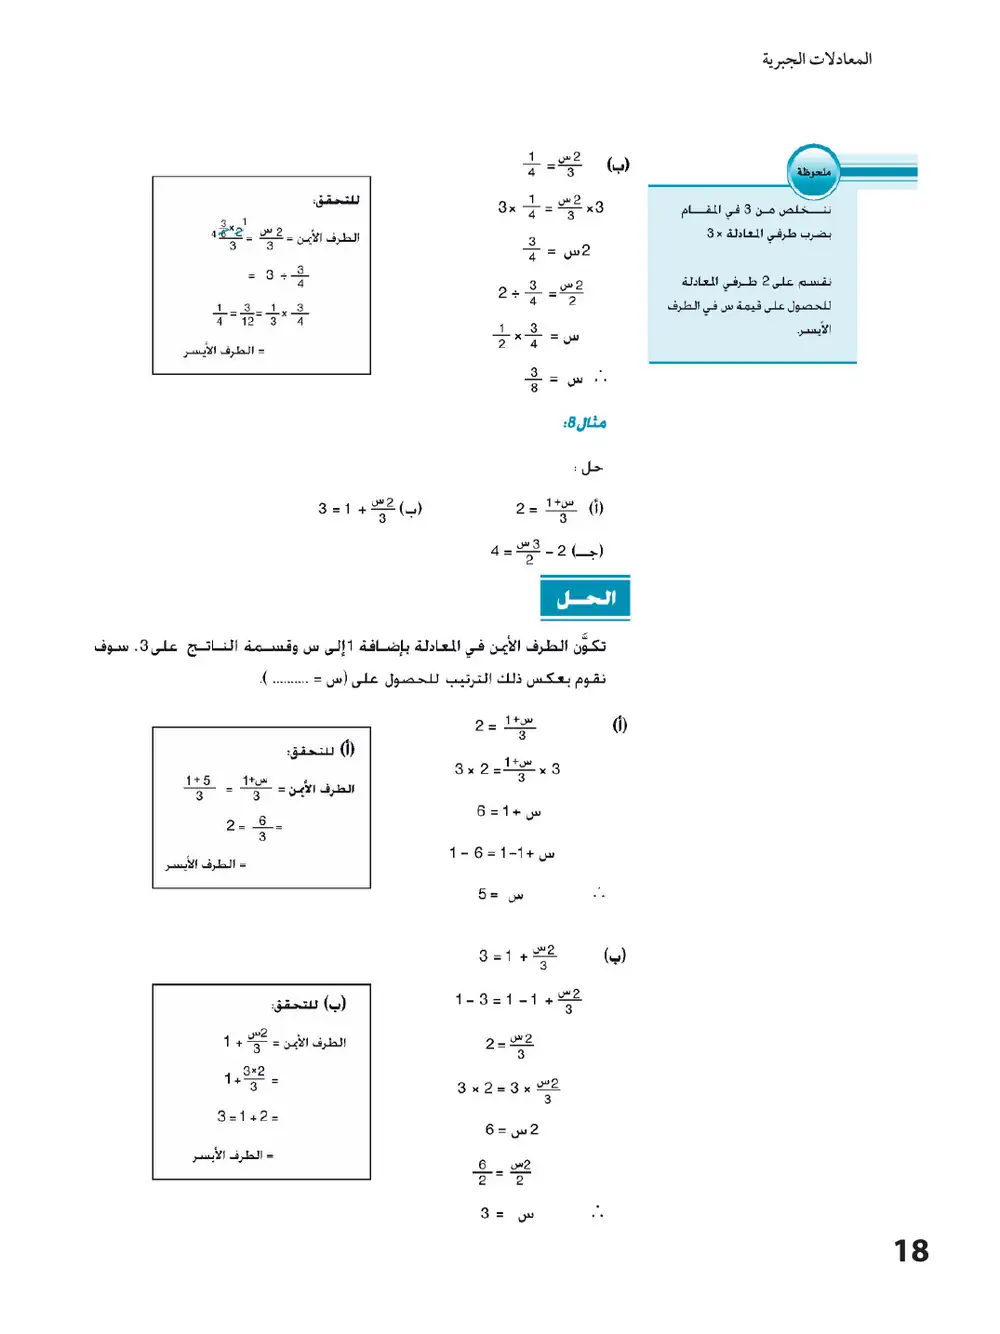 المعادلات الجبرية
(ب) 2س/3 = 1/4
3 × 2س/3 = 1/4 × 3
2س = 3/4
2س/2 = 3/4 ÷ 2
س = 3/4 × 1/2
∴ س = 3/8
ملحوظة
نتخلص من 3 في المقام
بضرب طرفي المعادلة × 3
نقسم على 2 طرفي المعادلة
للحصول على قيمة س في الطرف
الأيسر.
للتحقق:
الطرف الأيمن = 2 س/3 =
= 3/4 ÷ 3
3/4 × 1/3 = 3/12 = 1/4
= الطرف الأيسر
مثال 8:
حل :
(أ) س+1/3 = 2 (ب) 2س/3 + 1 = 3
(جـ) 2 – 3س/2 = 4
الحـل
تكوَّن الطرف الأيمن في المعادلة بإضافة 1 إلى س وقسمة الناتج على 3. سوف
نقوم بعكس ذلك الترتيب للحصول على (س = .......... ).
(أ) س+1/3 = 2
3 × س+1/3 = 2 × 3
س + 1 = 6
س + 1 – 1 = 6 – 1
∴ س = 5
(أ) للتحقق:
الطرف الأيمن = س+1/3 = 5 + 1/3
= 6/3 = 2
= الطرف الأيسر
(ب) 2س/3 + 1 = 3
2س/3 + 1 – 1 = 3 – 1
2س/3 = 2
2س/3 × 3 = 2 × 3
2 س = 6
2س/2 = 6/2
∴ س = 3
(ب) للتحقق:
الطرف الأيمن = 2س/3 + 1
= 2×3/3 + 1
= 2 + 1 = 3
= الطرف الأيسر
18